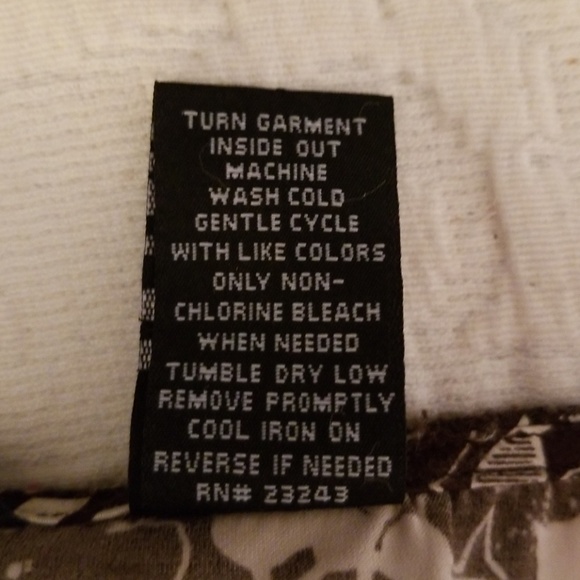 TURN GARMENT
INSIDE OUT
MACHINE
WASH COLD
GENTLE CYCLE
WITH LIKE COLORS
ONLY NON-
CHLORINE BLEACH
WHEN NEEDED
TUMBLE DRY LOW
REMOVE PROMPTLY
COOL IRON ON
REVERSE IF NEEDED
RN# 23243